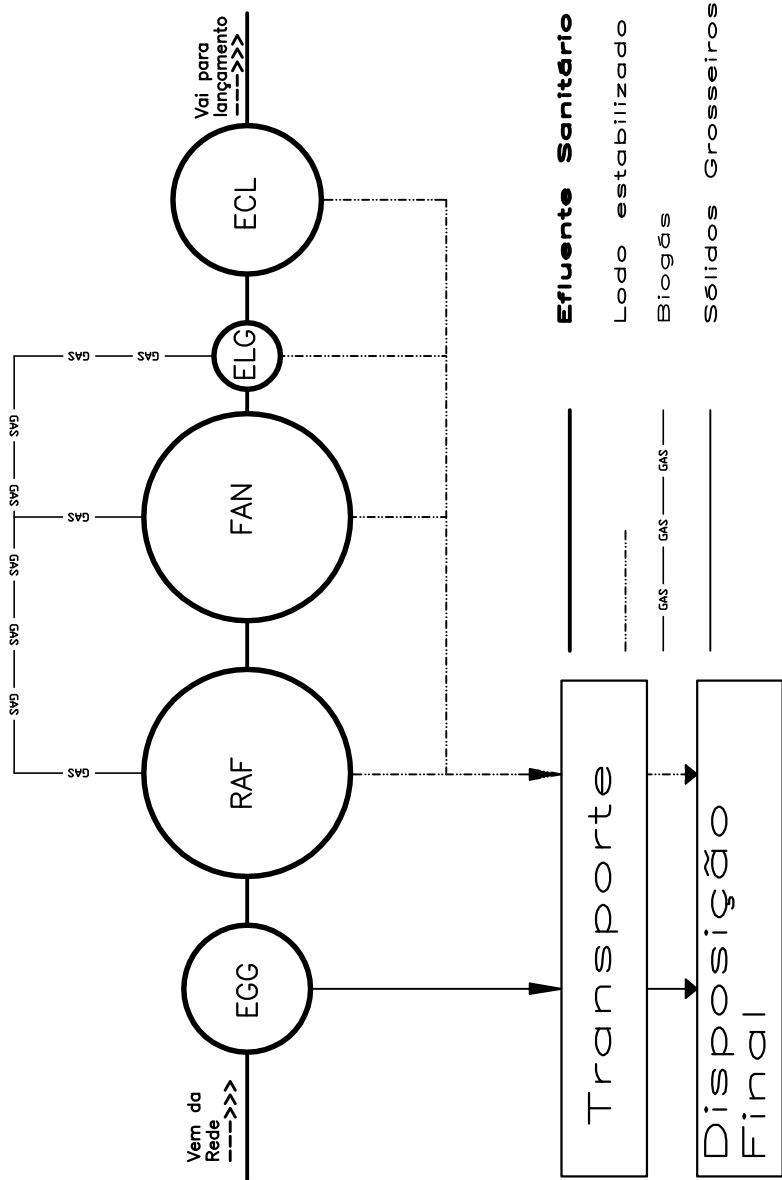 Vem da
Rede
---->>>
EGG
RAF
FAN
ELG
ECL
Vai para
lançamento
---->>>
GAS
GAS
GAS
GAS
GAS
GAS
GAS
GAS
GAS
Transporte
Disposição
Final
Efluente Sanitário
Lodo estabilizado
GAS GAS GAS
Biogás
Sólidos Grosseiros